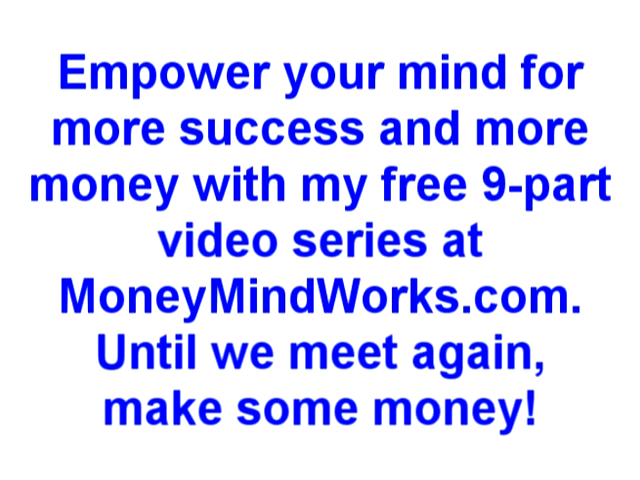 Empower your mind for
more success and more
money with my free 9-part
video series at
MoneyMindWorks.com.
Until we meet again,
make some money!